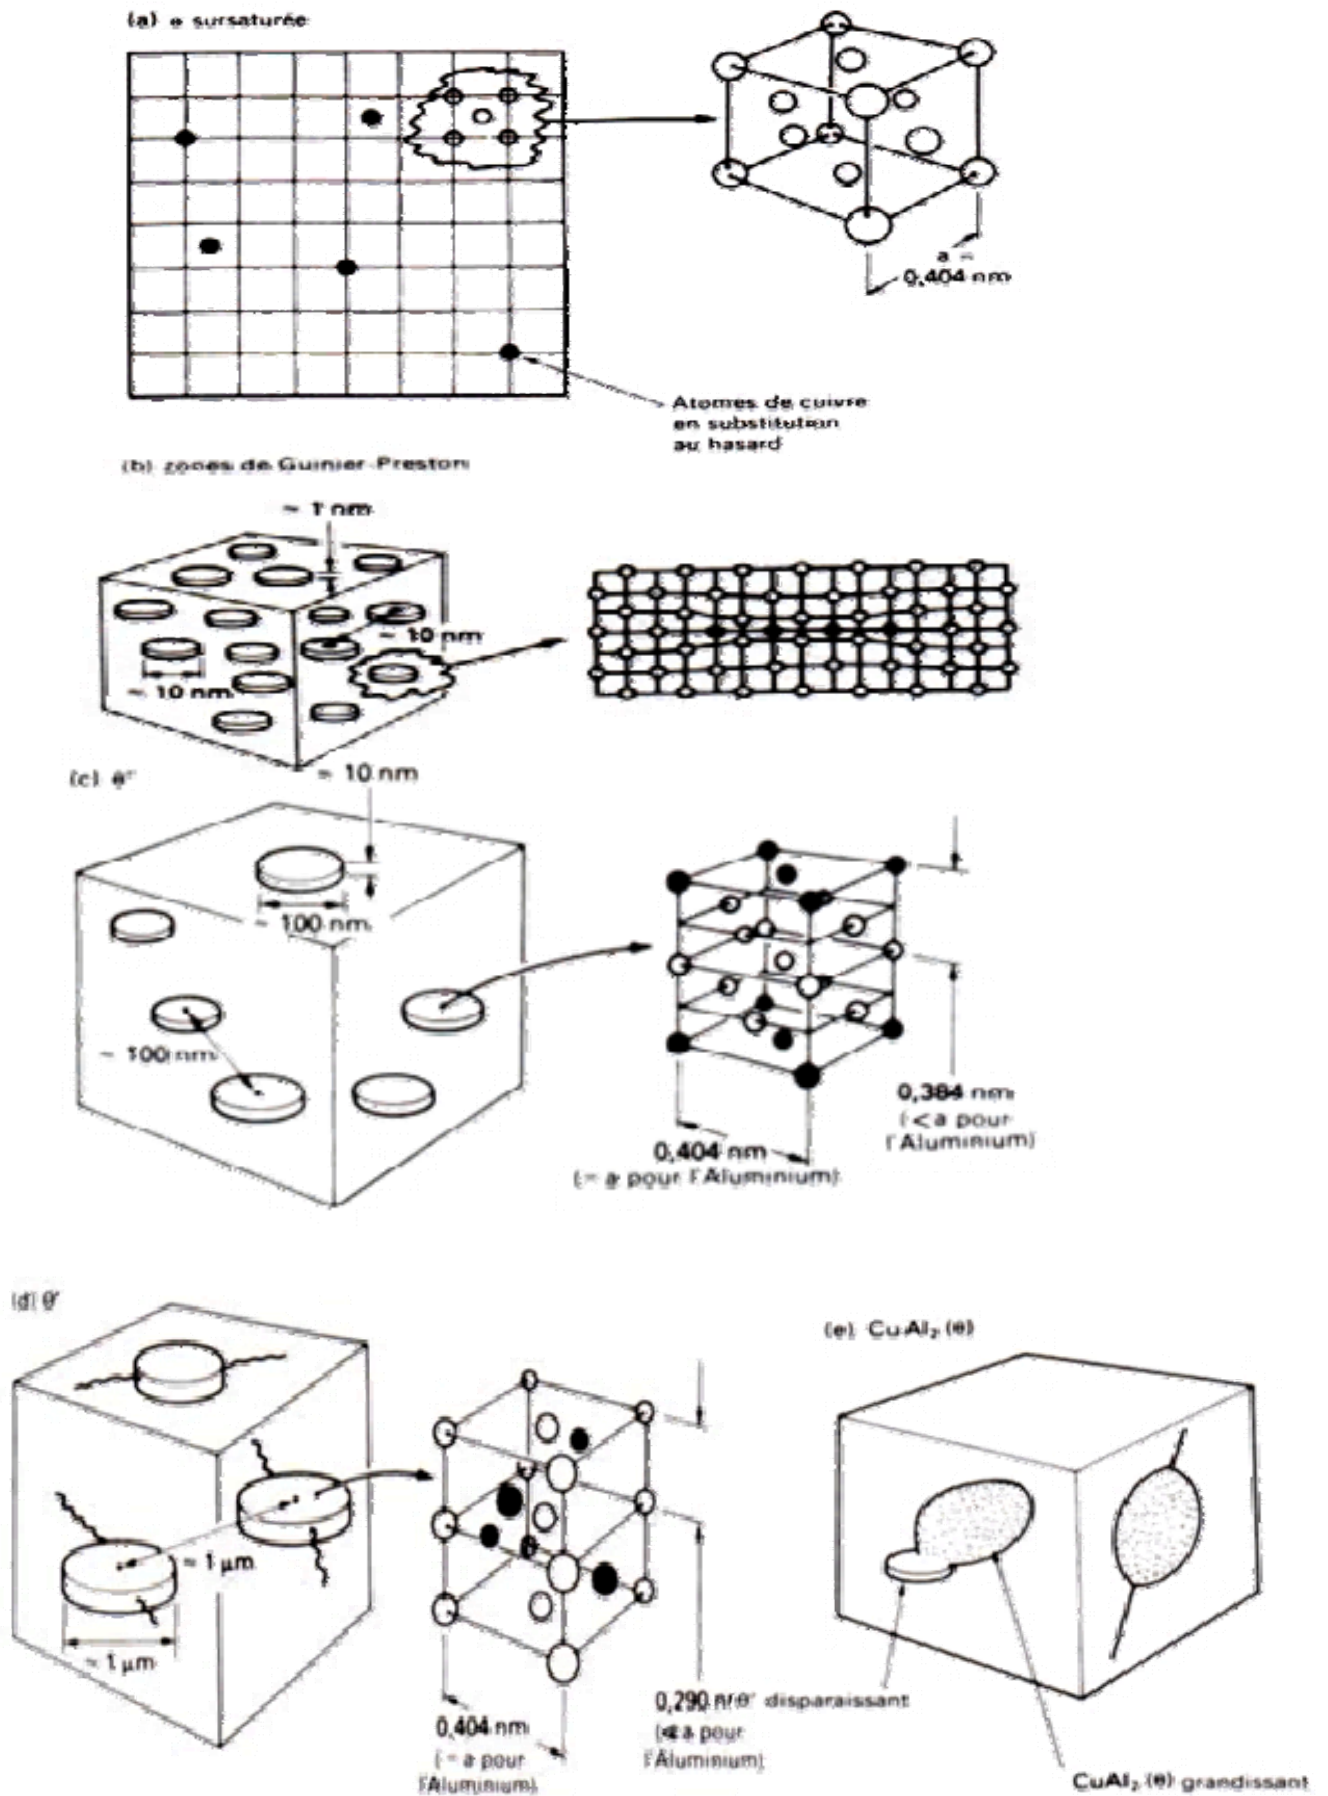 (a) α sursaturée
a =
0,404 nm
Atomes de cuivre
en substitution
au hasard
(b) zones de Guinier-Preston
~ 1 nm
~ 10 nm
~ 10 nm
(c) θ"
≈ 10 nm
~ 100 nm
~ 100 nm
0,384 nm
(<a pour
l'Aluminium)
0,404 nm
(= a pour l'Aluminium)
(d) θ'
≈ 1 μm
≈ 1 μm
0,404 nm
(= a pour
l'Aluminium)
0,290 n
(≪a pour
l'Aluminium)
(e) CuAl₂ (θ)
θ' disparaissant
CuAl₂ (θ) grandissant